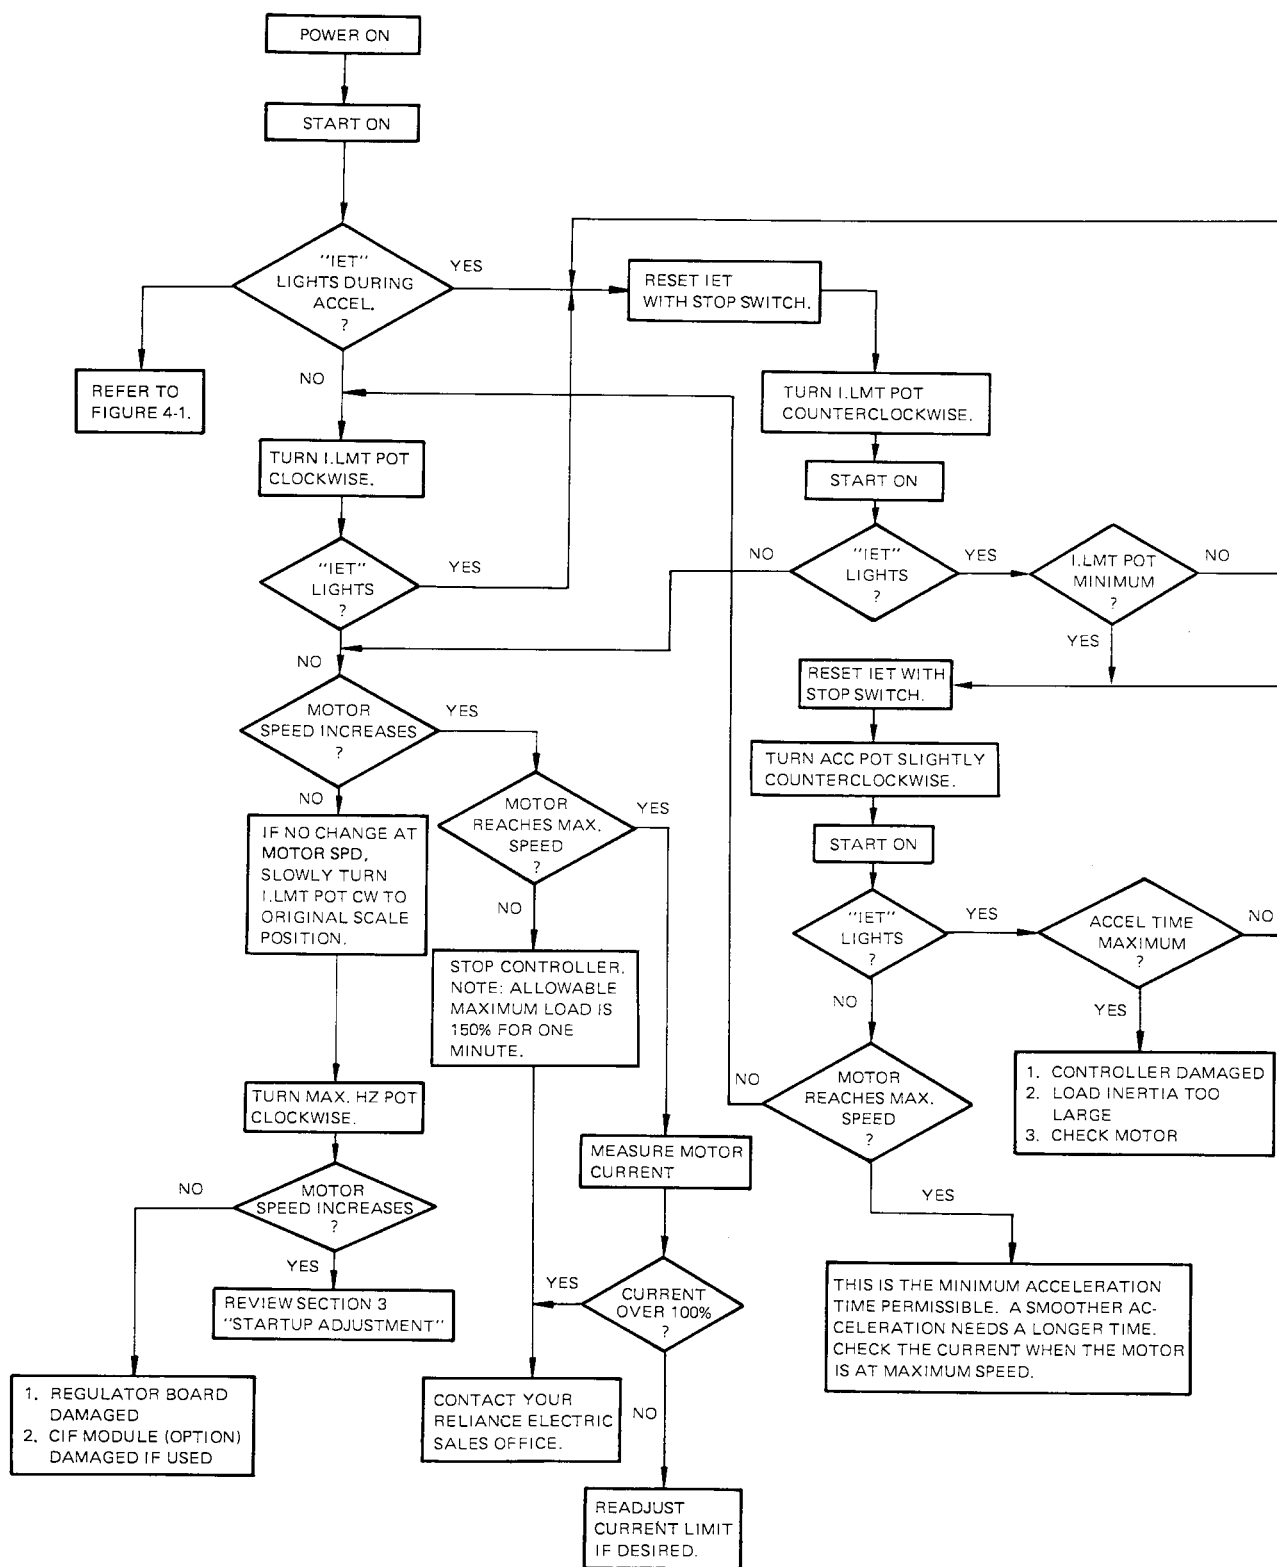 POWER ON
START ON
"IET"
LIGHTS DURING
ACCEL.
?
YES
NO
REFER TO
FIGURE 4-1.
RESET IET
WITH STOP SWITCH.
TURN I.LMT POT
COUNTERCLOCKWISE.
START ON
TURN I.LMT POT
CLOCKWISE.
"IET"
LIGHTS
?
YES
NO
"IET"
LIGHTS
?
NO
YES
I.LMT POT
MINIMUM
?
NO
YES
RESET IET WITH
STOP SWITCH.
TURN ACC POT SLIGHTLY
COUNTERCLOCKWISE.
START ON
MOTOR
SPEED INCREASES
?
YES
NO
MOTOR
REACHES MAX.
SPEED
?
YES
NO
IF NO CHANGE AT
MOTOR SPD,
SLOWLY TURN
I.LMT POT CW TO
ORIGINAL SCALE
POSITION.
STOP CONTROLLER.
NOTE: ALLOWABLE
MAXIMUM LOAD IS
150% FOR ONE
MINUTE.
"IET"
LIGHTS
?
YES
NO
ACCEL TIME
MAXIMUM
?
NO
YES
1. CONTROLLER DAMAGED
2. LOAD INERTIA TOO
LARGE
3. CHECK MOTOR
MOTOR
REACHES MAX.
SPEED
?
NO
YES
TURN MAX. HZ POT
CLOCKWISE.
MOTOR
SPEED INCREASES
?
NO
YES
REVIEW SECTION 3
"STARTUP ADJUSTMENT"
1. REGULATOR BOARD
DAMAGED
2. CIF MODULE (OPTION)
DAMAGED IF USED
MEASURE MOTOR
CURRENT
CURRENT
OVER 100%
?
YES
NO
CONTACT YOUR
RELIANCE ELECTRIC
SALES OFFICE.
READJUST
CURRENT LIMIT
IF DESIRED.
THIS IS THE MINIMUM ACCELERATION
TIME PERMISSIBLE. A SMOOTHER AC-
CELERATION NEEDS A LONGER TIME.
CHECK THE CURRENT WHEN THE MOTOR
IS AT MAXIMUM SPEED.